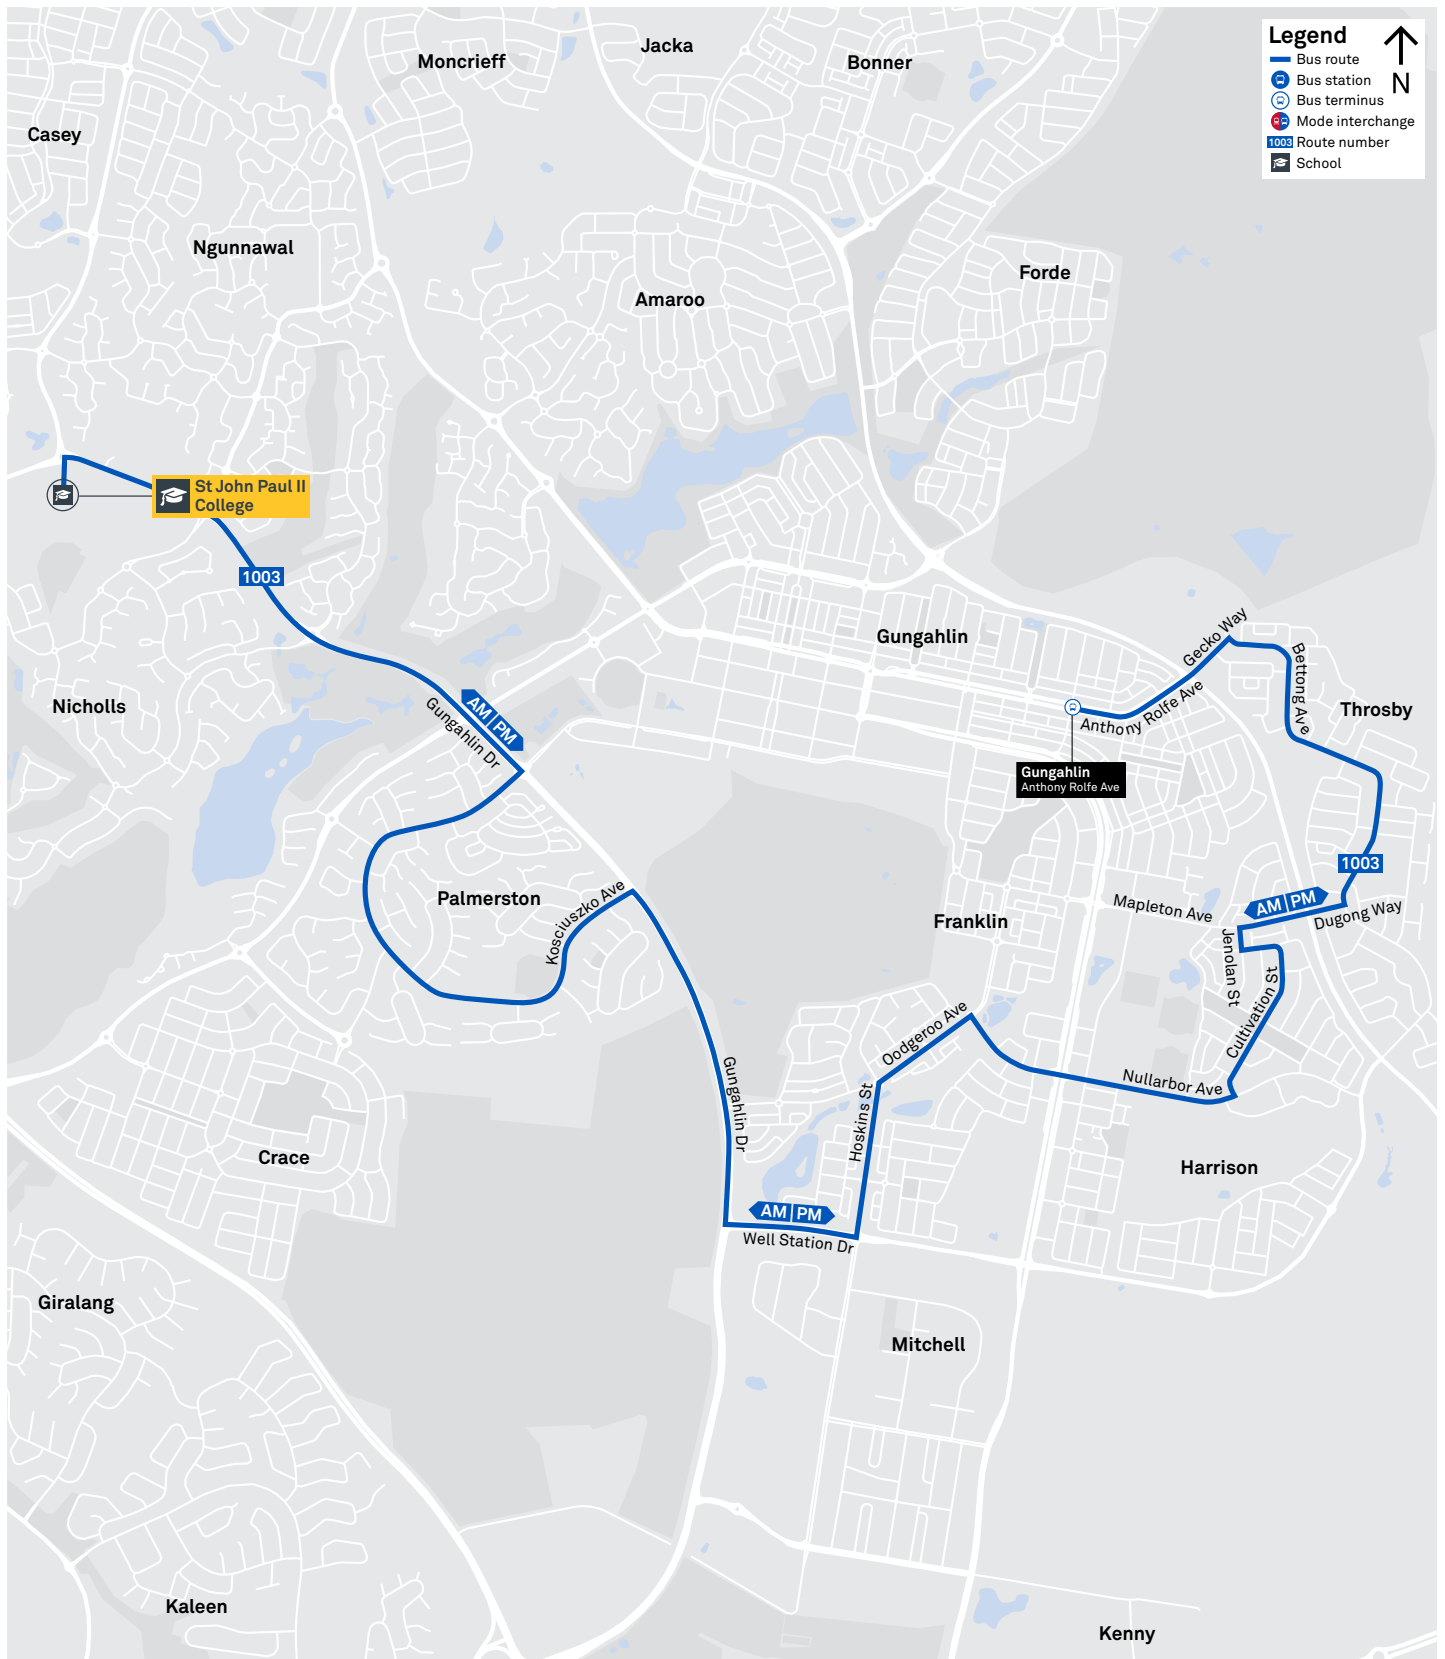 Legend
Bus route
Bus station
Bus terminus
Mode interchange
1003 Route number
School
N
Jacka
Moncrieff
Bonner
Casey
Ngunnawal
Forde
Amaroo
St John Paul II
College
1003
Gungahlin
Gecko Way
Bettong Ave
Nicholls
AM PM
Gungahlin Dr
Throsby
Anthony Rolfe Ave
Gungahlin
Anthony Rolfe Ave
1003
Palmerston
Kosciuszko Ave
Franklin
Mapleton Ave
AM PM
Dugong Way
Jenolan St
Cultivation St
Oodgeroo Ave
Nullarbor Ave
Gungahlin Dr
Hoskins St
Crace
Harrison
AM PM
Well Station Dr
Giralang
Mitchell
Kaleen
Kenny